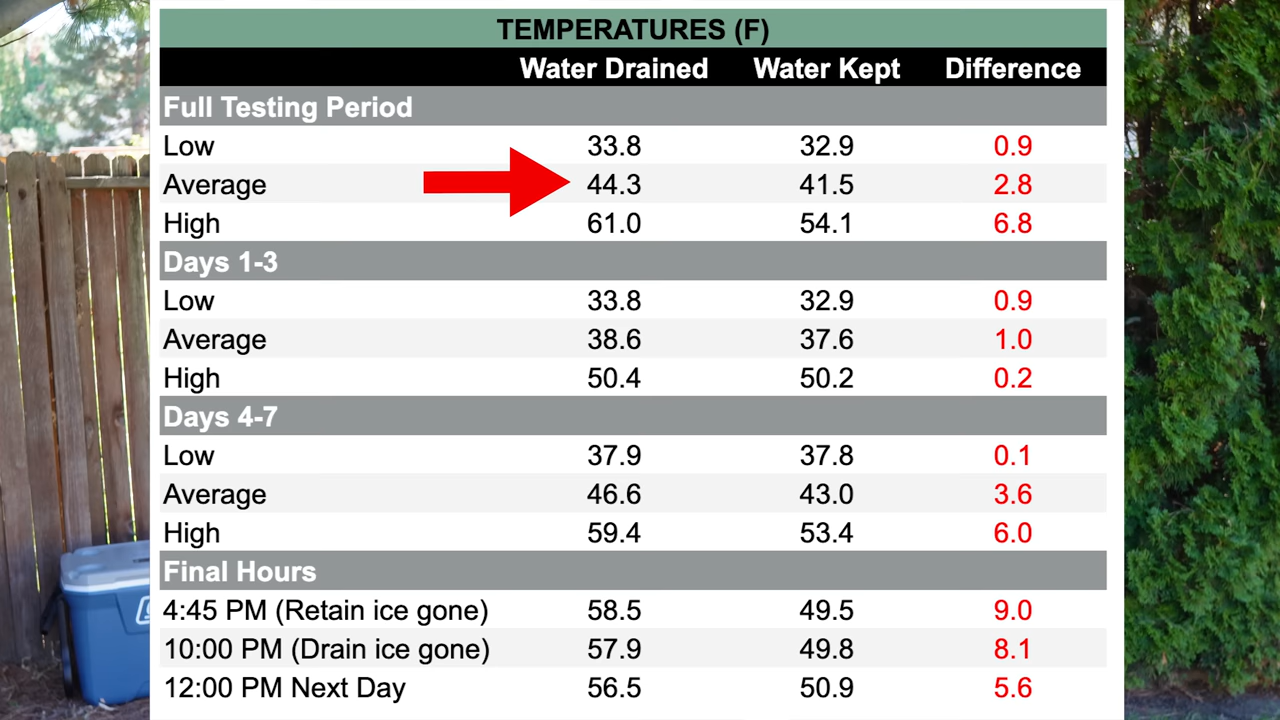 TEMPERATURES (F)
Water Drained Water Kept Difference
Full Testing Period
Low 33.8 32.9 0.9
Average 44.3 41.5 2.8
High 61.0 54.1 6.8
Days 1-3
Low 33.8 32.9 0.9
Average 38.6 37.6 1.0
High 50.4 50.2 0.2
Days 4-7
Low 37.9 37.8 0.1
Average 46.6 43.0 3.6
High 59.4 53.4 6.0
Final Hours
4:45 PM (Retain ice gone) 58.5 49.5 9.0
10:00 PM (Drain ice gone) 57.9 49.8 8.1
12:00 PM Next Day 56.5 50.9 5.6